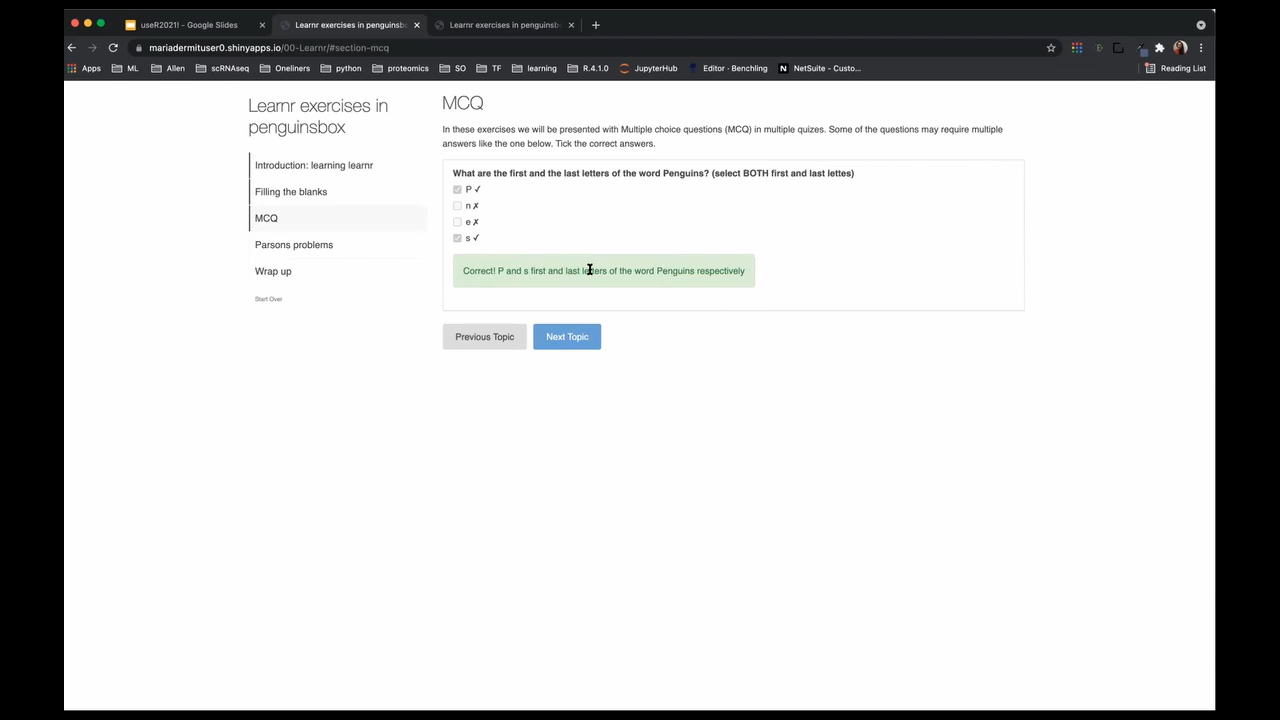 useR2021! - Google Slides
Learnr exercises in penguinsb
Learnr exercises in penguinsb
mariadermituser0.shinyapps.io/00-Learnr/#section-mcq
Apps ML Allen scRNAseq Oneliners python proteomics SO TF learning R.4.1.0 JupyterHub Editor · Benchling NetSuite - Custo... Reading List
Learnr exercises in
penguinsbox
Introduction: learning learnr
Filling the blanks
MCQ
Parsons problems
Wrap up
Start Over
MCQ
In these exercises we will be presented with Multiple choice questions (MCQ) in multiple quizes. Some of the questions may require multiple
answers like the one below. Tick the correct answers.
What are the first and the last letters of the word Penguins? (select BOTH first and last lettes)
P ✓
n ✗
e ✗
s ✓
Correct! P and s first and last letters of the word Penguins respectively
Previous Topic
Next Topic